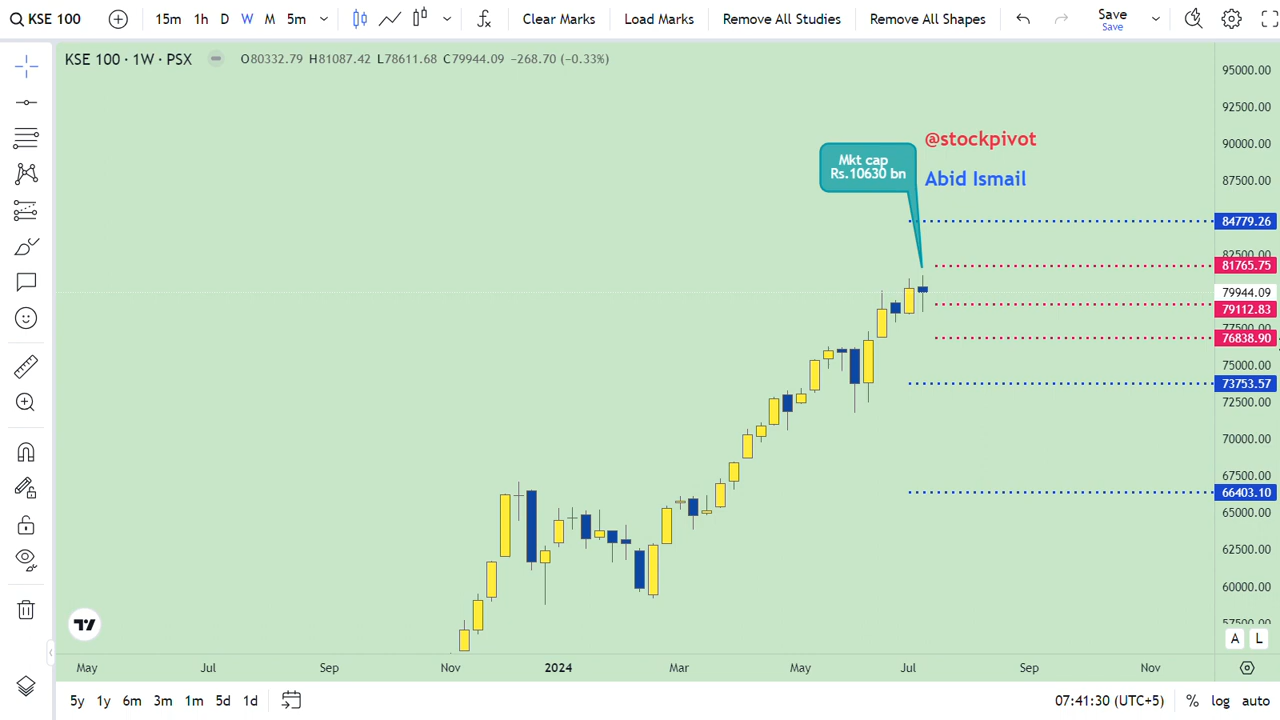 KSE 100 15m 1h D W M 5m Clear Marks Load Marks Remove All Studies Remove All Shapes Save
Save
KSE 100 · 1W · PSX O80332.79 H81087.42 L78611.68 C79944.09 −268.70 (−0.33%)
95000.00
92500.00
@stockpivot
90000.00
Mkt cap
Rs.10630 bn
Abid Ismail
87500.00
84779.26
82500.00
81765.75
79944.09
79112.83
77500.00
76838.90
75000.00
73753.57
72500.00
70000.00
67500.00
66403.10
65000.00
62500.00
60000.00
57500.00
A L
May Jul Sep Nov 2024 Mar May Jul Sep Nov
5y 1y 6m 3m 1m 5d 1d 07:41:30 (UTC+5) % log auto